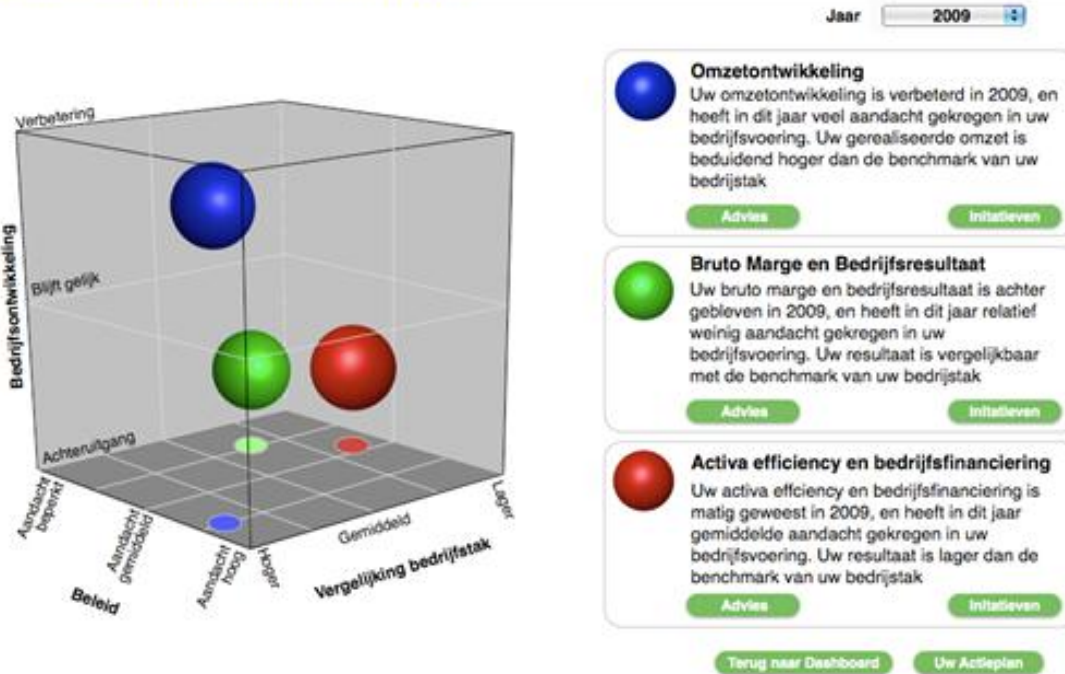 Jaar 2009
Verbetering
Blijft gelijk
Achteruitgang
Bedrijfsontwikkeling
Aandacht
beperkt
Aandacht
gemiddeld
Aandacht
hoog
Beleid
Hoger
Gemiddeld
Lager
Vergelijking bedrijfstak
Omzetontwikkeling
Uw omzetontwikkeling is verbeterd in 2009, en
heeft in dit jaar veel aandacht gekregen in uw
bedrijfsvoering. Uw gerealiseerde omzet is
beduidend hoger dan de benchmark van uw
bedrijstak
Advies
Initatieven
Bruto Marge en Bedrijfsresultaat
Uw bruto marge en bedrijfsresultaat is achter
gebleven in 2009, en heeft in dit jaar relatief
weinig aandacht gekregen in uw
bedrijfsvoering. Uw resultaat is vergelijkbaar
met de benchmark van uw bedrijstak
Advies
Initatieven
Activa efficiency en bedrijfsfinanciering
Uw activa effciency en bedrijfsfinanciering is
matig geweest in 2009, en heeft in dit jaar
gemiddelde aandacht gekregen in uw
bedrijfsvoering. Uw resultaat is lager dan de
benchmark van uw bedrijstak
Advies
Initatieven
Terug naar Dashboard
Uw Actieplan